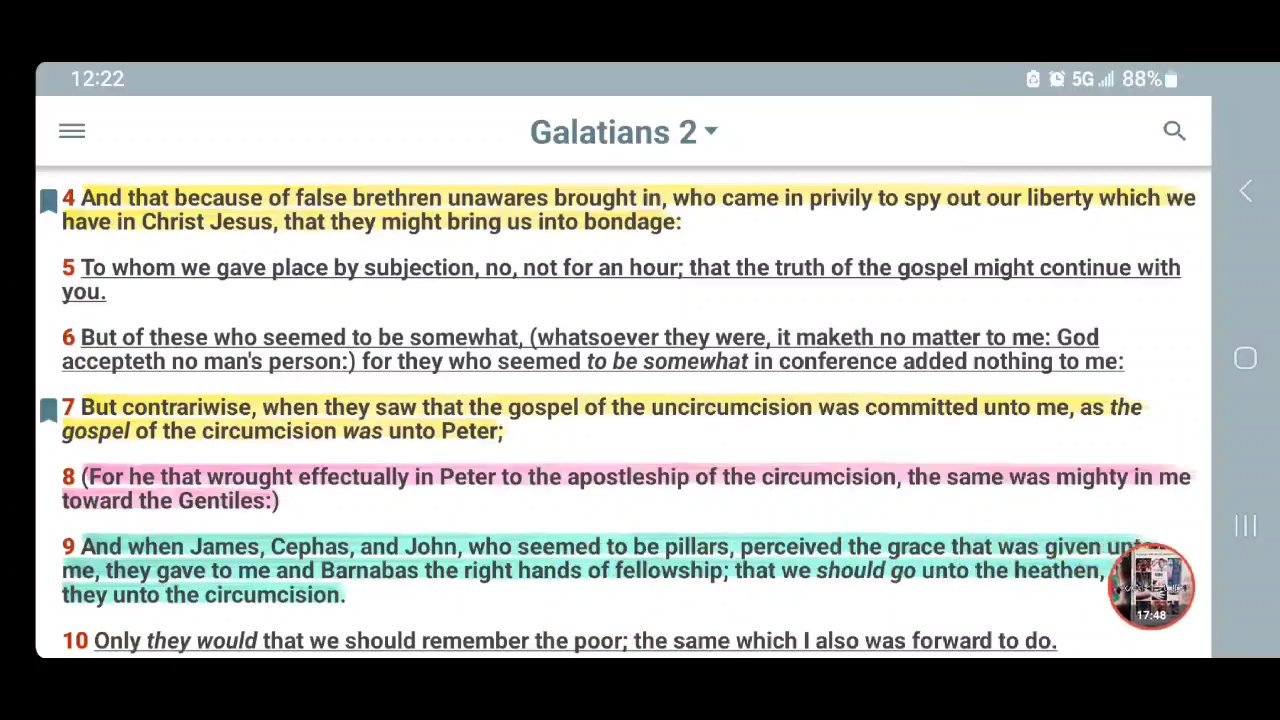 12:22
5G 88%
Galatians 2
4 And that because of false brethren unawares brought in, who came in privily to spy out our liberty which we
have in Christ Jesus, that they might bring us into bondage:
5 To whom we gave place by subjection, no, not for an hour; that the truth of the gospel might continue with
you.
6 But of these who seemed to be somewhat, (whatsoever they were, it maketh no matter to me: God
accepteth no man's person:) for they who seemed to be somewhat in conference added nothing to me:
7 But contrariwise, when they saw that the gospel of the uncircumcision was committed unto me, as the
gospel of the circumcision was unto Peter;
8 (For he that wrought effectually in Peter to the apostleship of the circumcision, the same was mighty in me
toward the Gentiles:)
9 And when James, Cephas, and John, who seemed to be pillars, perceived the grace that was given unto
me, they gave to me and Barnabas the right hands of fellowship; that we should go unto the heathen,
they unto the circumcision.
17:48
10 Only they would that we should remember the poor; the same which I also was forward to do.